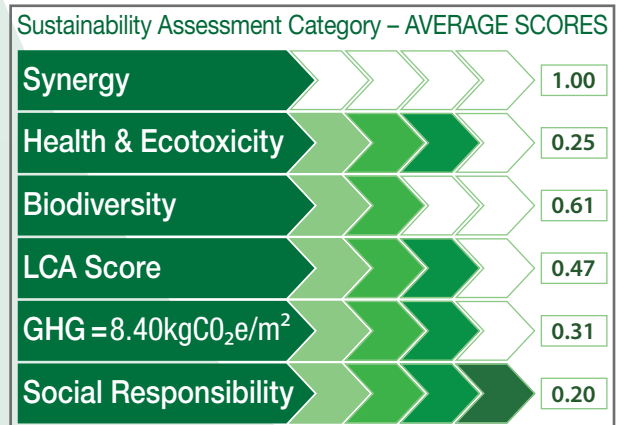 Sustainability Assessment Category – AVERAGE SCORES
Synergy 1.00
Health & Ecotoxicity 0.25
Biodiversity 0.61
LCA Score 0.47
GHG = 8.40kgC0₂e/m² 0.31
Social Responsibility 0.20